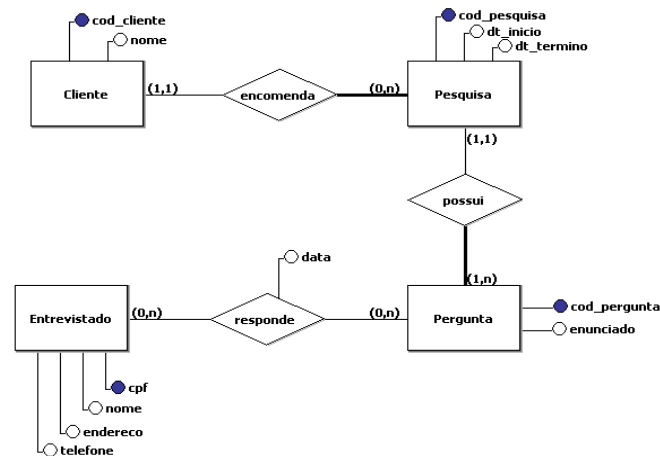 cod_cliente
nome
Cliente
(1,1)
encomenda
(0,n)
cod_pesquisa
dt_inicio
dt_termino
Pesquisa
(1,1)
possui
(1,n)
data
Entrevistado
(0,n)
responde
(0,n)
Pergunta
cod_pergunta
enunciado
cpf
nome
endereco
telefone